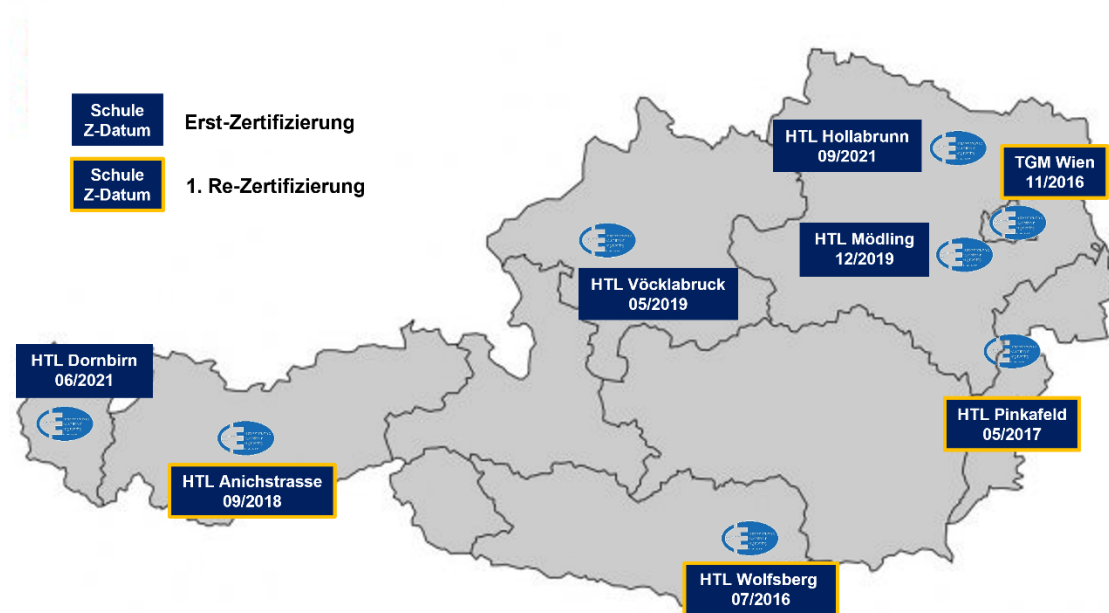 Schule
Z-Datum
Erst-Zertifizierung
Schule
Z-Datum
1. Re-Zertifizierung
HTL Hollabrunn
09/2021
TGM Wien
11/2016
HTL Mödling
12/2019
HTL Vöcklabruck
05/2019
HTL Dornbirn
06/2021
HTL Pinkafeld
05/2017
HTL Anichstrasse
09/2018
HTL Wolfsberg
07/2016